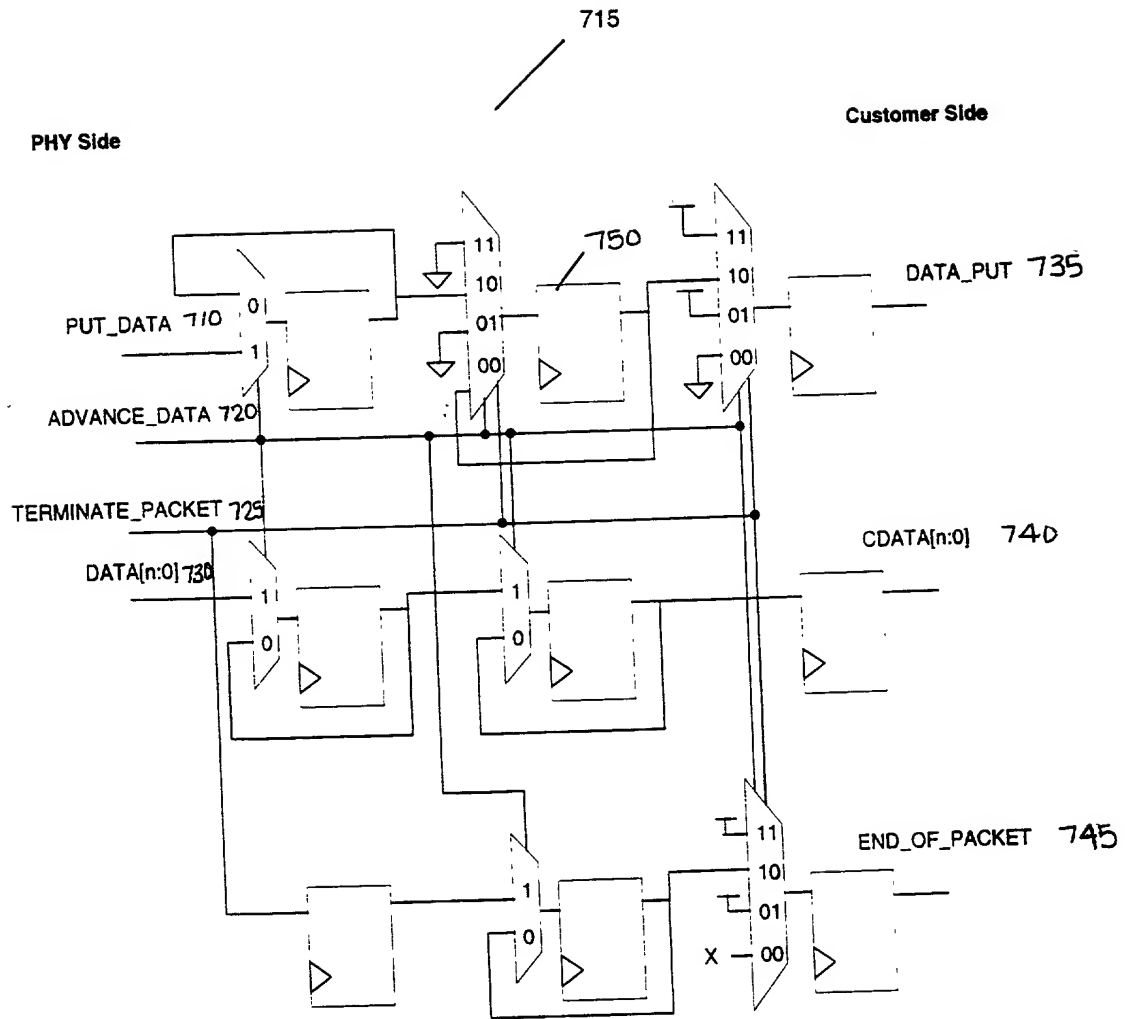 715
PHY Side
Customer Side
11
10
01
00
750
11
10
01
00
DATA_PUT 735
0
1
PUT_DATA 710
ADVANCE_DATA 720
TERMINATE_PACKET 725
DATA[n:0] 730
1
0
1
0
CDATA[n:0] 740
1
0
11
10
01
X
00
END_OF_PACKET 745